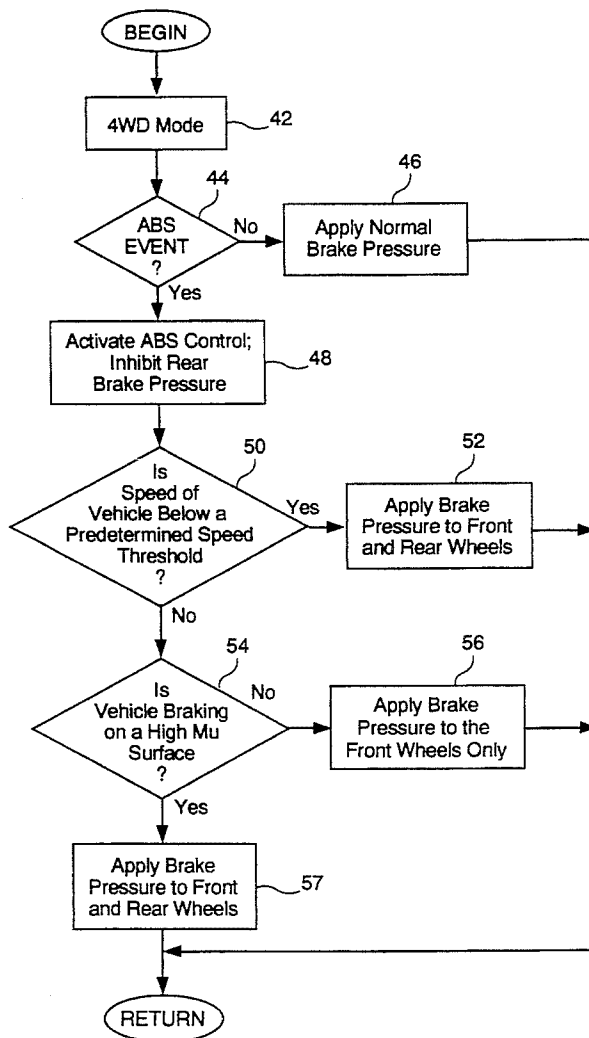 BEGIN
4WD Mode
42
44
ABS
EVENT
?
No
Yes
46
Apply Normal
Brake Pressure
Activate ABS Control;
Inhibit Rear
Brake Pressure
48
50
Is
Speed of
Vehicle Below a
Predetermined Speed
Threshold
?
Yes
No
52
Apply Brake
Pressure to Front
and Rear Wheels
54
Is
Vehicle Braking
on a High Mu
Surface
?
No
Yes
56
Apply Brake
Pressure to the
Front Wheels Only
Apply Brake
Pressure to Front
and Rear Wheels
57
RETURN